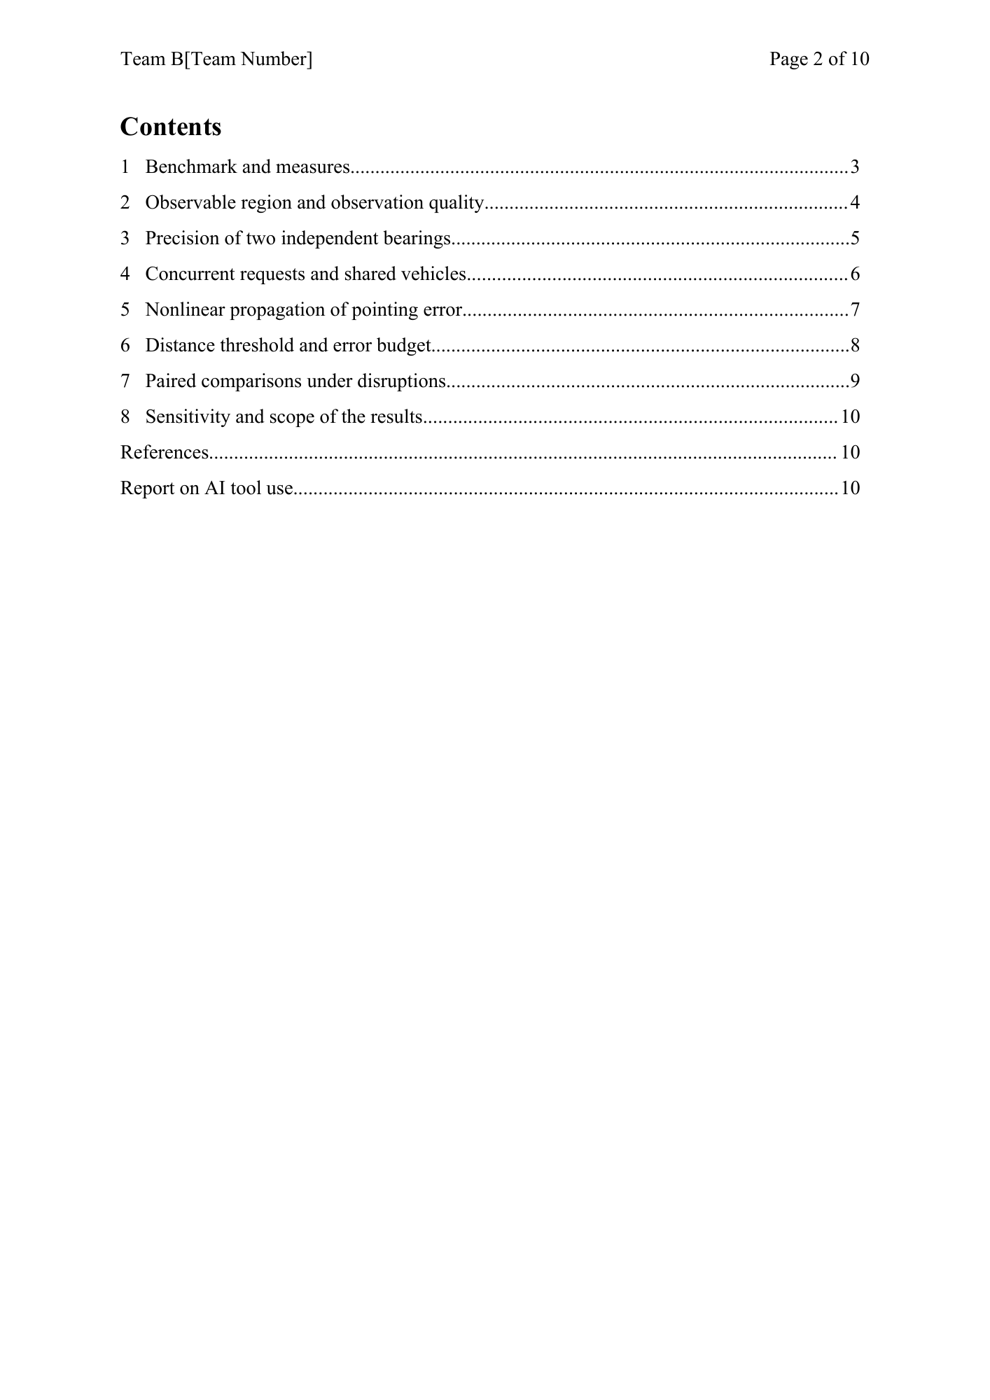 Team B[Team Number] Page 2 of 10
Contents
1 Benchmark and measures....................................................................................................3
2 Observable region and observation quality.........................................................................4
3 Precision of two independent bearings................................................................................5
4 Concurrent requests and shared vehicles.............................................................................6
5 Nonlinear propagation of pointing error..............................................................................7
6 Distance threshold and error budget....................................................................................8
7 Paired comparisons under disruptions.................................................................................9
8 Sensitivity and scope of the results...................................................................................10
References............................................................................................................................. 10
Report on AI tool use.............................................................................................................10